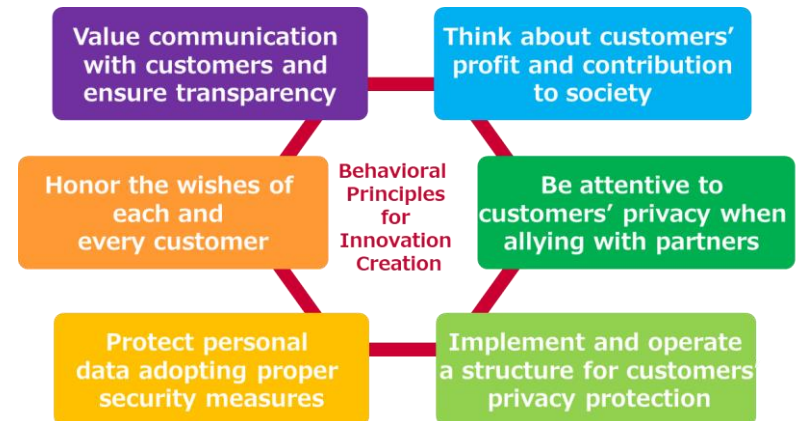 Value communication
with customers and
ensure transparency
Think about customers’
profit and contribution
to society
Honor the wishes of
each and
every customer
Behavioral
Principles
for
Innovation
Creation
Be attentive to
customers’ privacy when
allying with partners
Protect personal
data adopting proper
security measures
Implement and operate
a structure for customers’
privacy protection